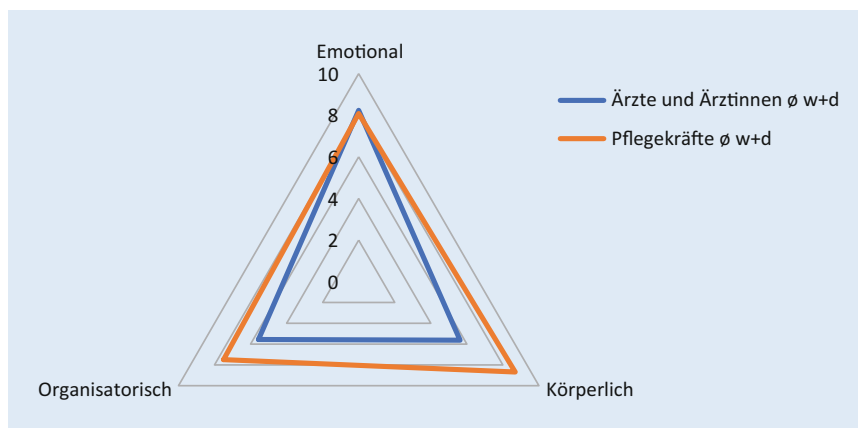 Emotional
10
8
6
4
2
0
Organisatorisch
Körperlich
Ärzte und Ärztinnen ø w+d
Pflegekräfte ø w+d